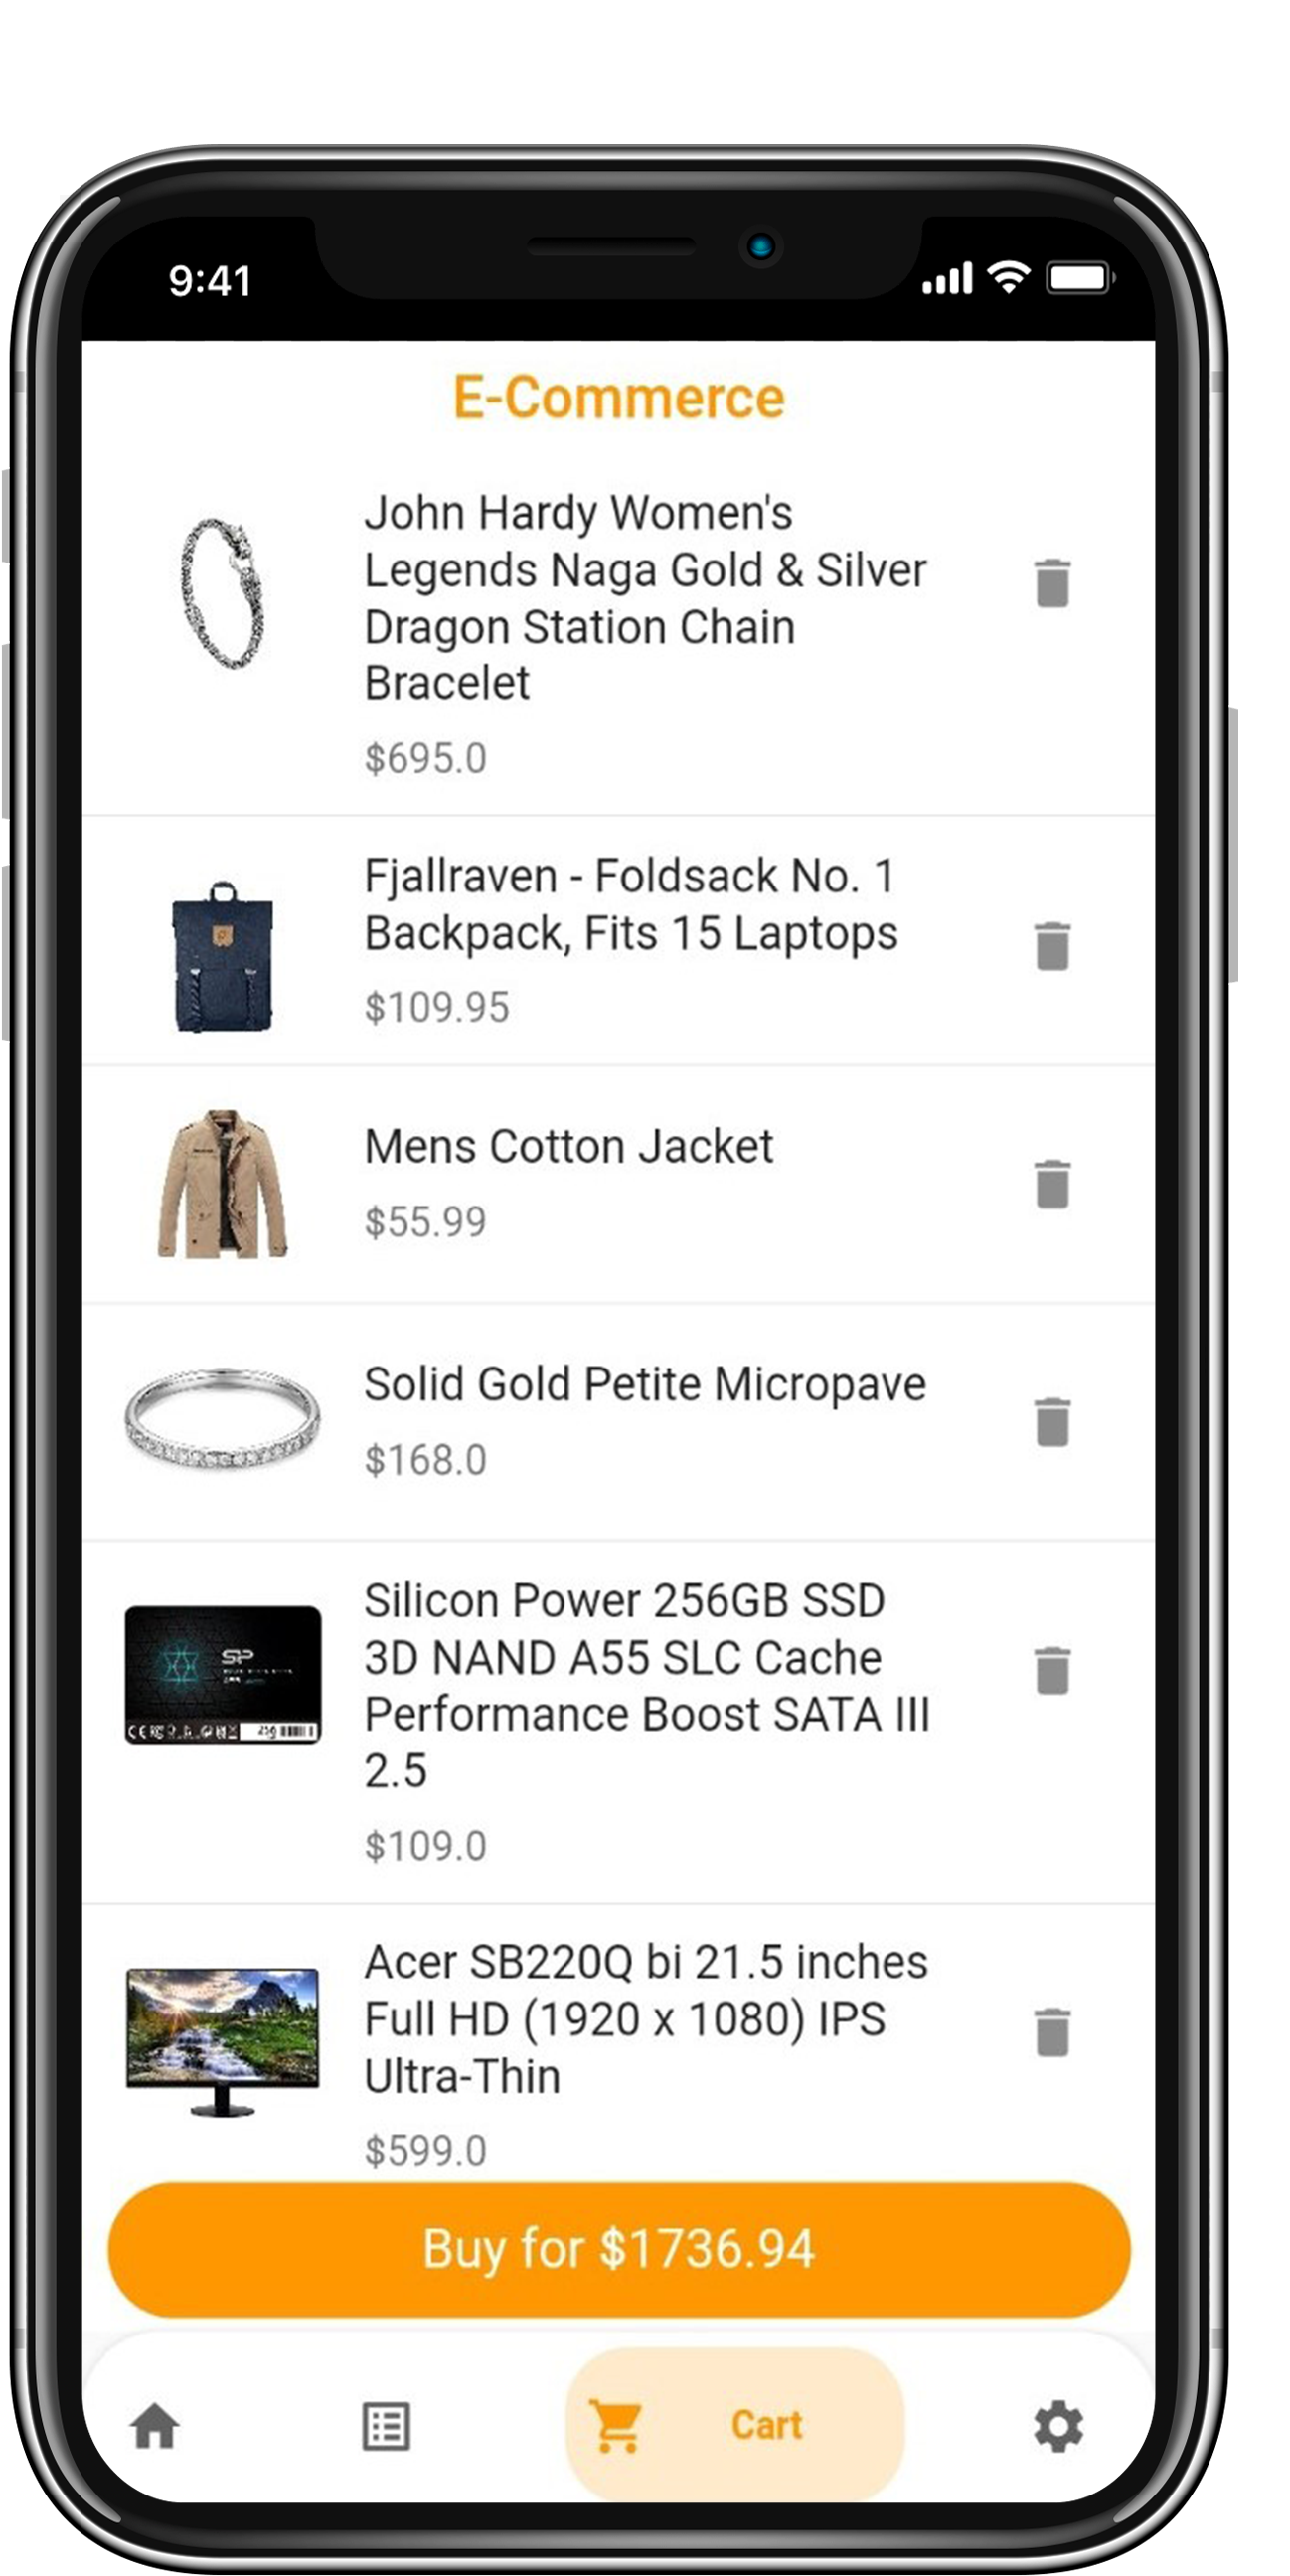 9:41
E-Commerce
John Hardy Women's
Legends Naga Gold & Silver
Dragon Station Chain
Bracelet
$695.0
Fjallraven - Foldsack No. 1
Backpack, Fits 15 Laptops
$109.95
Mens Cotton Jacket
$55.99
Solid Gold Petite Micropave
$168.0
SP
Silicon Power 256GB SSD
3D NAND A55 SLC Cache
Performance Boost SATA III
2.5
$109.0
Acer SB220Q bi 21.5 inches
Full HD (1920 x 1080) IPS
Ultra-Thin
$599.0
Buy for $1736.94
Cart